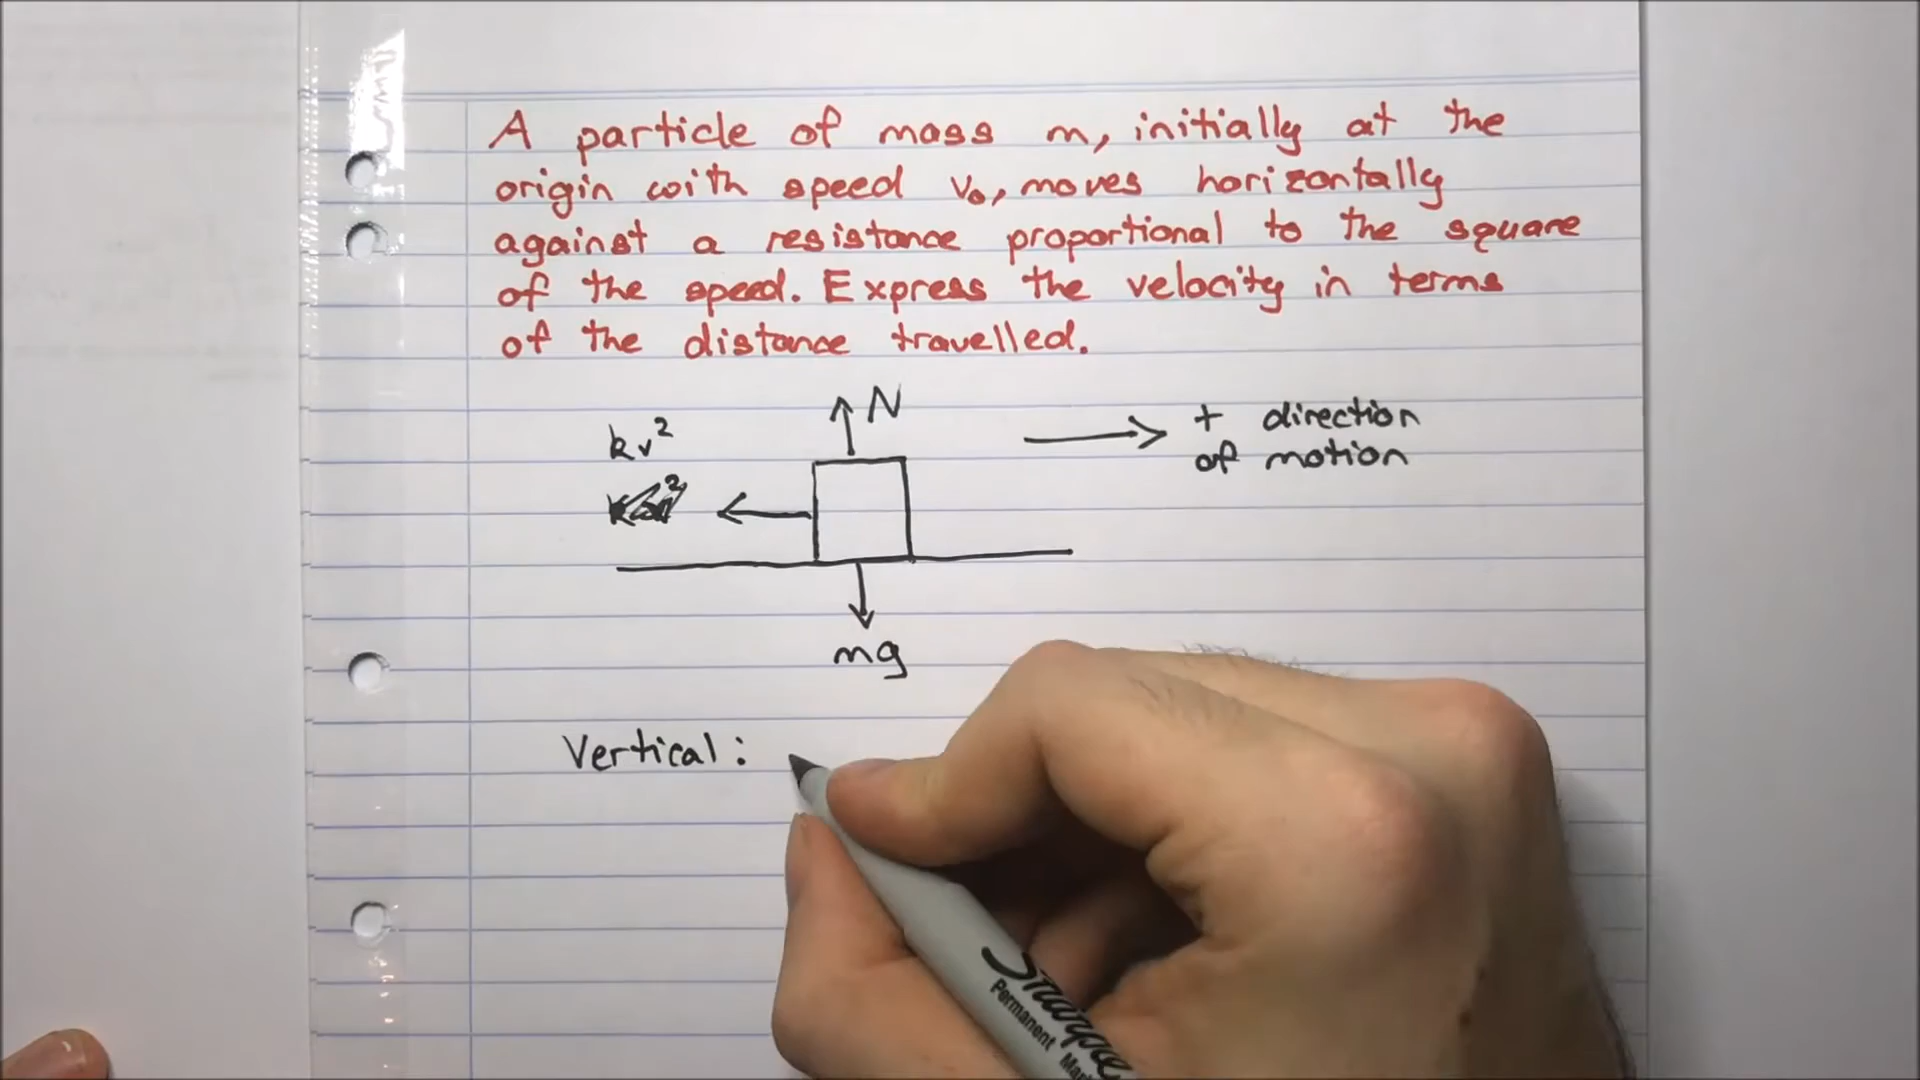 A particle of mass m, initially at the
origin with speed v₀, moves horizontally
against a resistance proportional to the square
of the speed. Express the velocity in terms
of the distance travelled.
N
kv²
+ direction
of motion
mg
Vertical:
Sharpie
Permanent